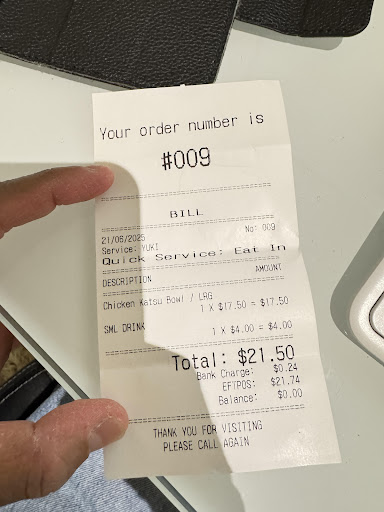 Your order number is
#009
BILL
21/06/2025 No: 009
Service: YUKI
Quick Service: Eat In
DESCRIPTION AMOUNT
Chicken Katsu Bowl / LRG
1 X $17.50 = $17.50
SML DRINK
1 X $4.00 = $4.00
Total: $21.50
Bank Charge: $0.24
EFTPOS: $21.74
Balance: $0.00
THANK YOU FOR VISITING
PLEASE CALL AGAIN